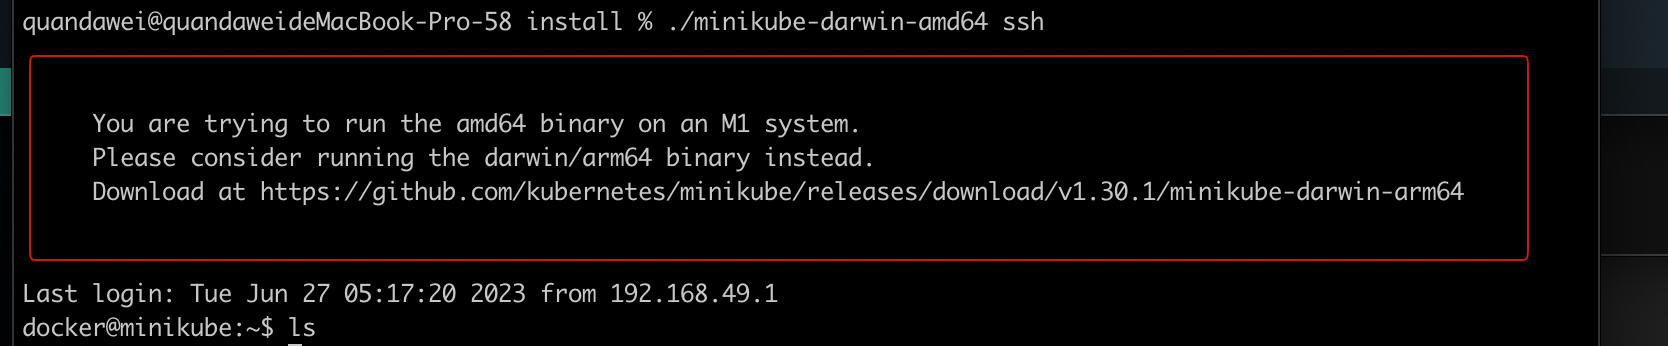 quandawei@quandaweideMacBook-Pro-58 install % ./minikube-darwin-amd64 ssh
You are trying to run the amd64 binary on an M1 system.
Please consider running the darwin/arm64 binary instead.
Download at https://github.com/kubernetes/minikube/releases/download/v1.30.1/minikube-darwin-arm64
Last login: Tue Jun 27 05:17:20 2023 from 192.168.49.1
docker@minikube:~$ ls